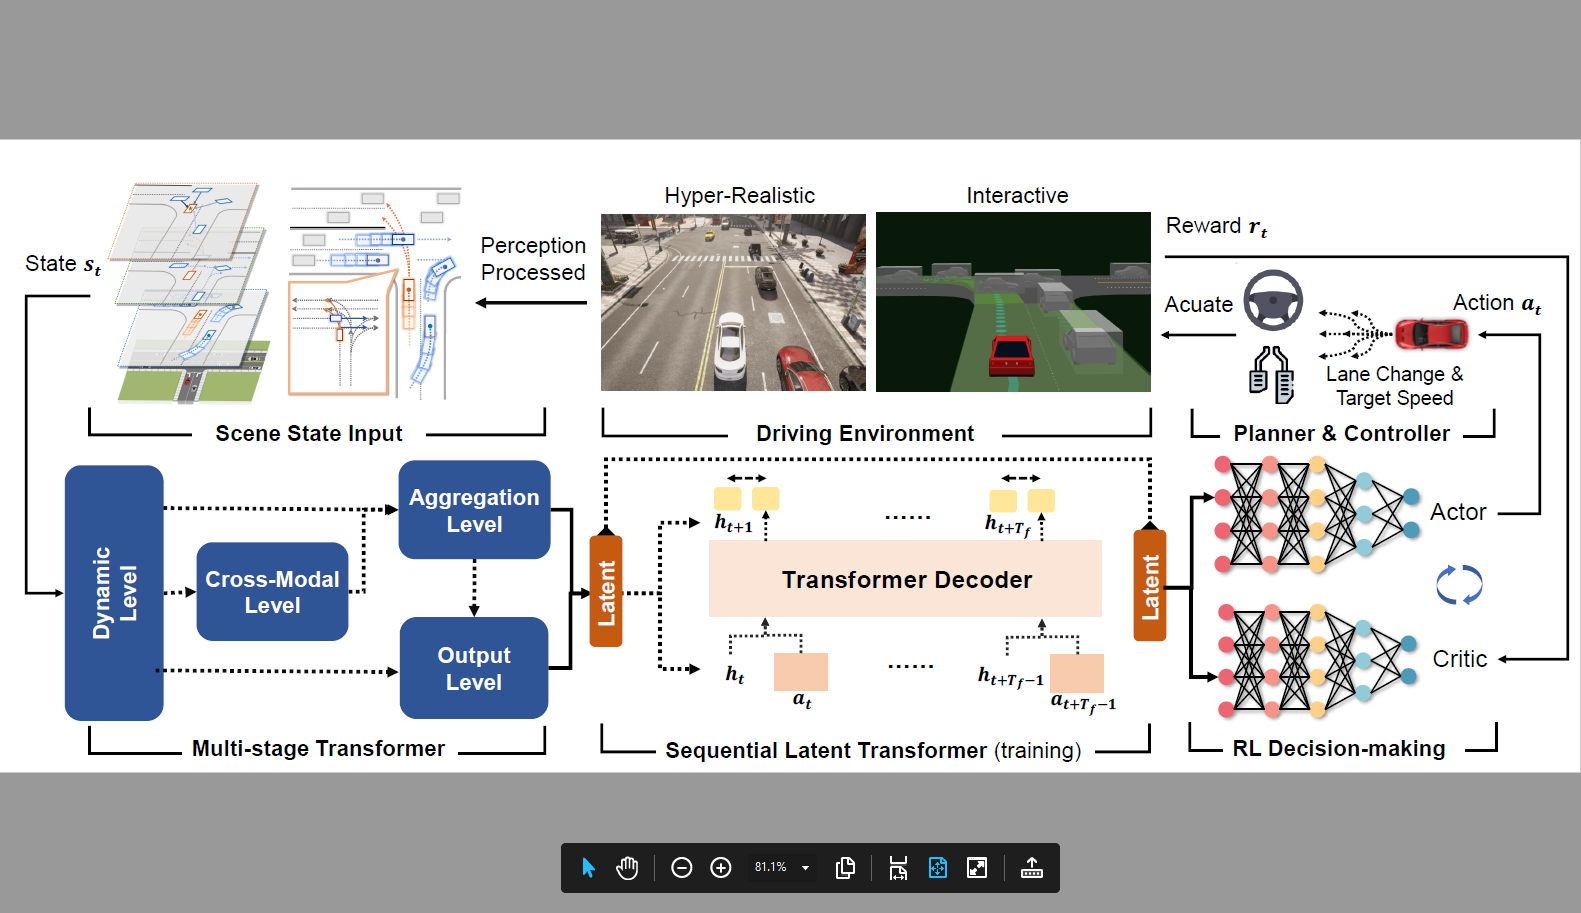 Hyper-Realistic
Interactive
Reward r_t
State s_t
Perception
Processed
Acuate
Action a_t
Lane Change &
Target Speed
Scene State Input
Driving Environment
Planner & Controller
Dynamic
Level
Cross-Modal
Level
Aggregation
Level
Output
Level
Latent
h_{t+1}
......
h_{t+T_f}
Transformer Decoder
h_t
a_t
......
h_{t+T_f-1}
a_{t+T_f-1}
Latent
Actor
Critic
Multi-stage Transformer
Sequential Latent Transformer (training)
RL Decision-making
81.1%